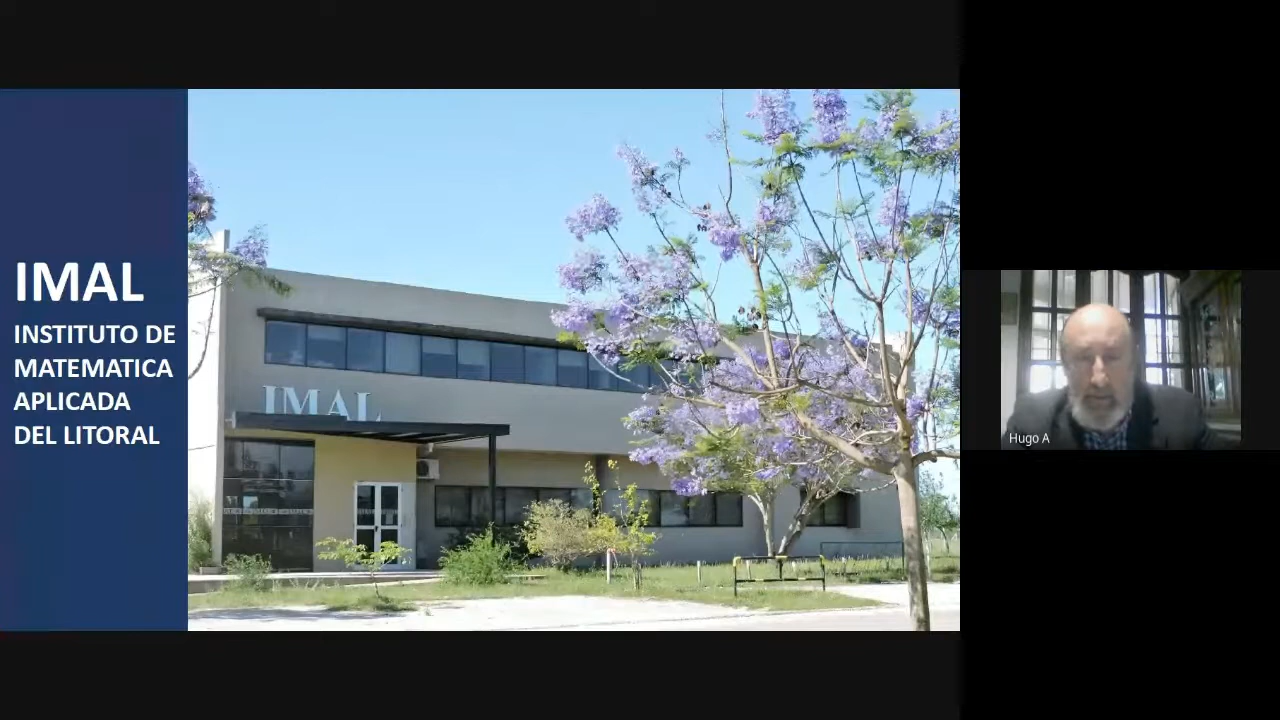 IMAL
INSTITUTO DE
MATEMATICA
APLICADA
DEL LITORAL
IMAL
Hugo A